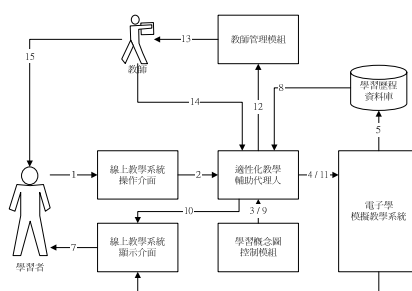 13
教師管理模組
15
教師
8
學習歷程
資料庫
14
12
5
1
線上教學系統
操作介面
2
適性化教學
輔助代理人
4 / 11
電子學
模擬教學系統
10
3 / 9
7
線上教學系統
顯示介面
學習概念圖
控制模組
學習者